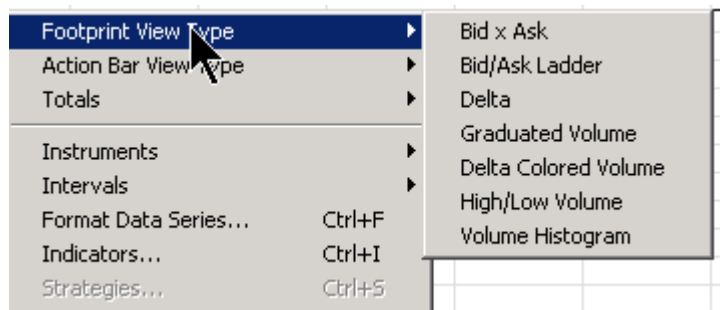 Footprint View Type
Action Bar View Type
Totals
Instruments
Intervals
Format Data Series... Ctrl+F
Indicators... Ctrl+I
Strategies... Ctrl+S
Bid x Ask
Bid/Ask Ladder
Delta
Graduated Volume
Delta Colored Volume
High/Low Volume
Volume Histogram